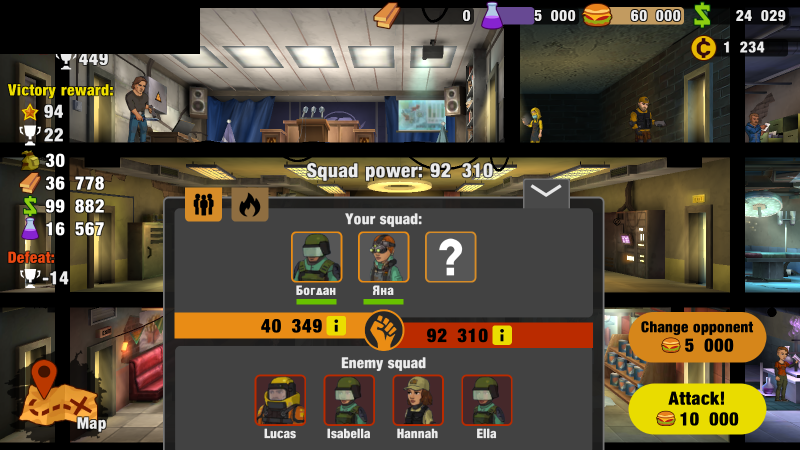 0
5 000
60 000
24 029
1 234
449
Victory reward:
94
22
30
36 778
99 882
16 567
Defeat:
-14
Squad power: 92 310
Your squad:
?
Богдан
Яна
40 349 i
92 310 i
Enemy squad
Lucas
Isabella
Hannah
Ella
Change opponent
5 000
Attack!
10 000
Map